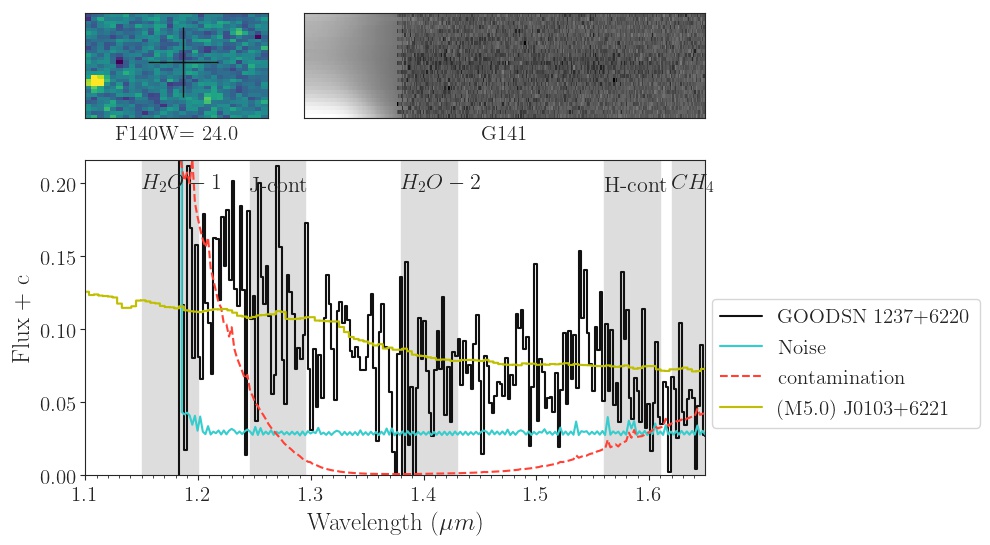 F140W= 24.0
G141
H₂O − 1
J-cont
H₂O − 2
H-cont
CH₄
0.20
0.15
0.10
0.05
0.00
Flux + c
1.1
1.2
1.3
1.4
1.5
1.6
Wavelength (μm)
GOODSN 1237+6220
Noise
contamination
(M5.0) J0103+6221